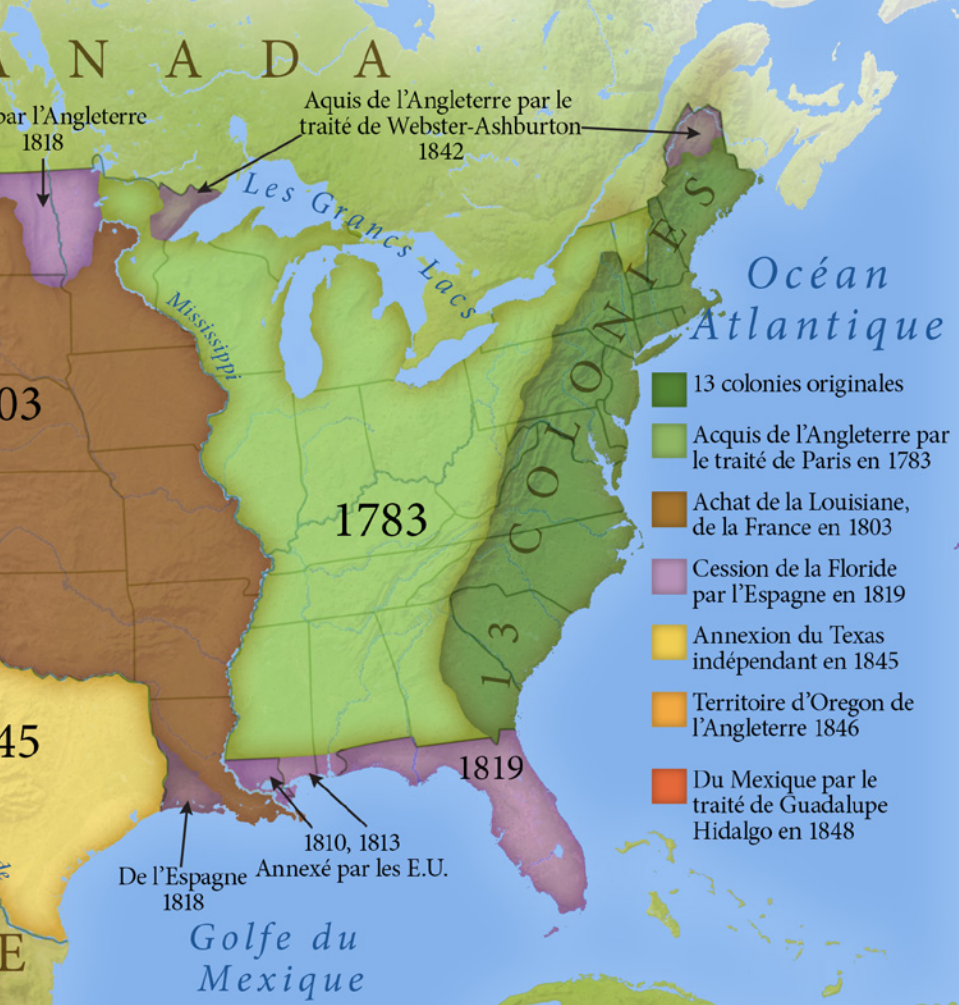 A N A D A
par l'Angleterre
1818
Aquis de l'Angleterre par le
traité de Webster-Ashburton
1842
Les Grancs Lacs
Mississippi
13 COLONIES
Océan
Atlantique
03
1783
45
1819
1810, 1813
Annexé par les E.U.
De l'Espagne
1818
Golfe du
Mexique
de
E
13 colonies originales
Acquis de l'Angleterre par
le traité de Paris en 1783
Achat de la Louisiane,
de la France en 1803
Cession de la Floride
par l'Espagne en 1819
Annexion du Texas
indépendant en 1845
Territoire d'Oregon de
l'Angleterre 1846
Du Mexique par le
traité de Guadalupe
Hidalgo en 1848